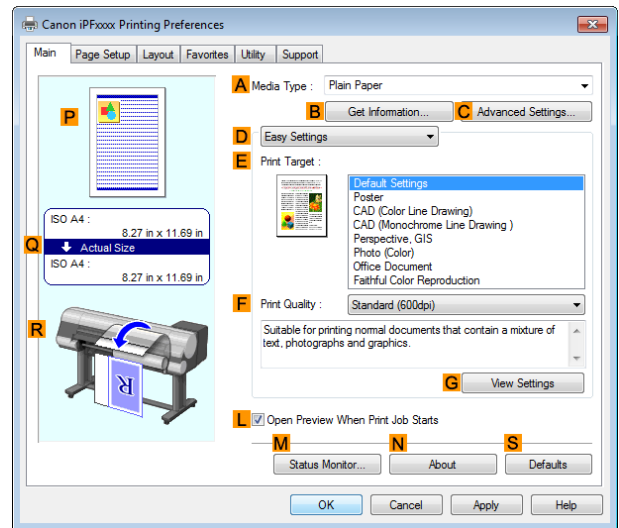 Canon iPFxxxx Printing Preferences
Main Page Setup Layout Favorites Utility Support
P
A Media Type : Plain Paper
B Get Information... C Advanced Settings...
D Easy Settings
E Print Target :
Default Settings
Poster
CAD (Color Line Drawing)
CAD (Monochrome Line Drawing )
Perspective, GIS
Photo (Color)
Office Document
Faithful Color Reproduction
ISO A4 :
8.27 in x 11.69 in
Q Actual Size
ISO A4 :
8.27 in x 11.69 in
R
R
F Print Quality : Standard (600dpi)
Suitable for printing normal documents that contain a mixture of
text, photographs and graphics.
G View Settings
L Open Preview When Print Job Starts
M N S
Status Monitor... About Defaults
OK Cancel Apply Help